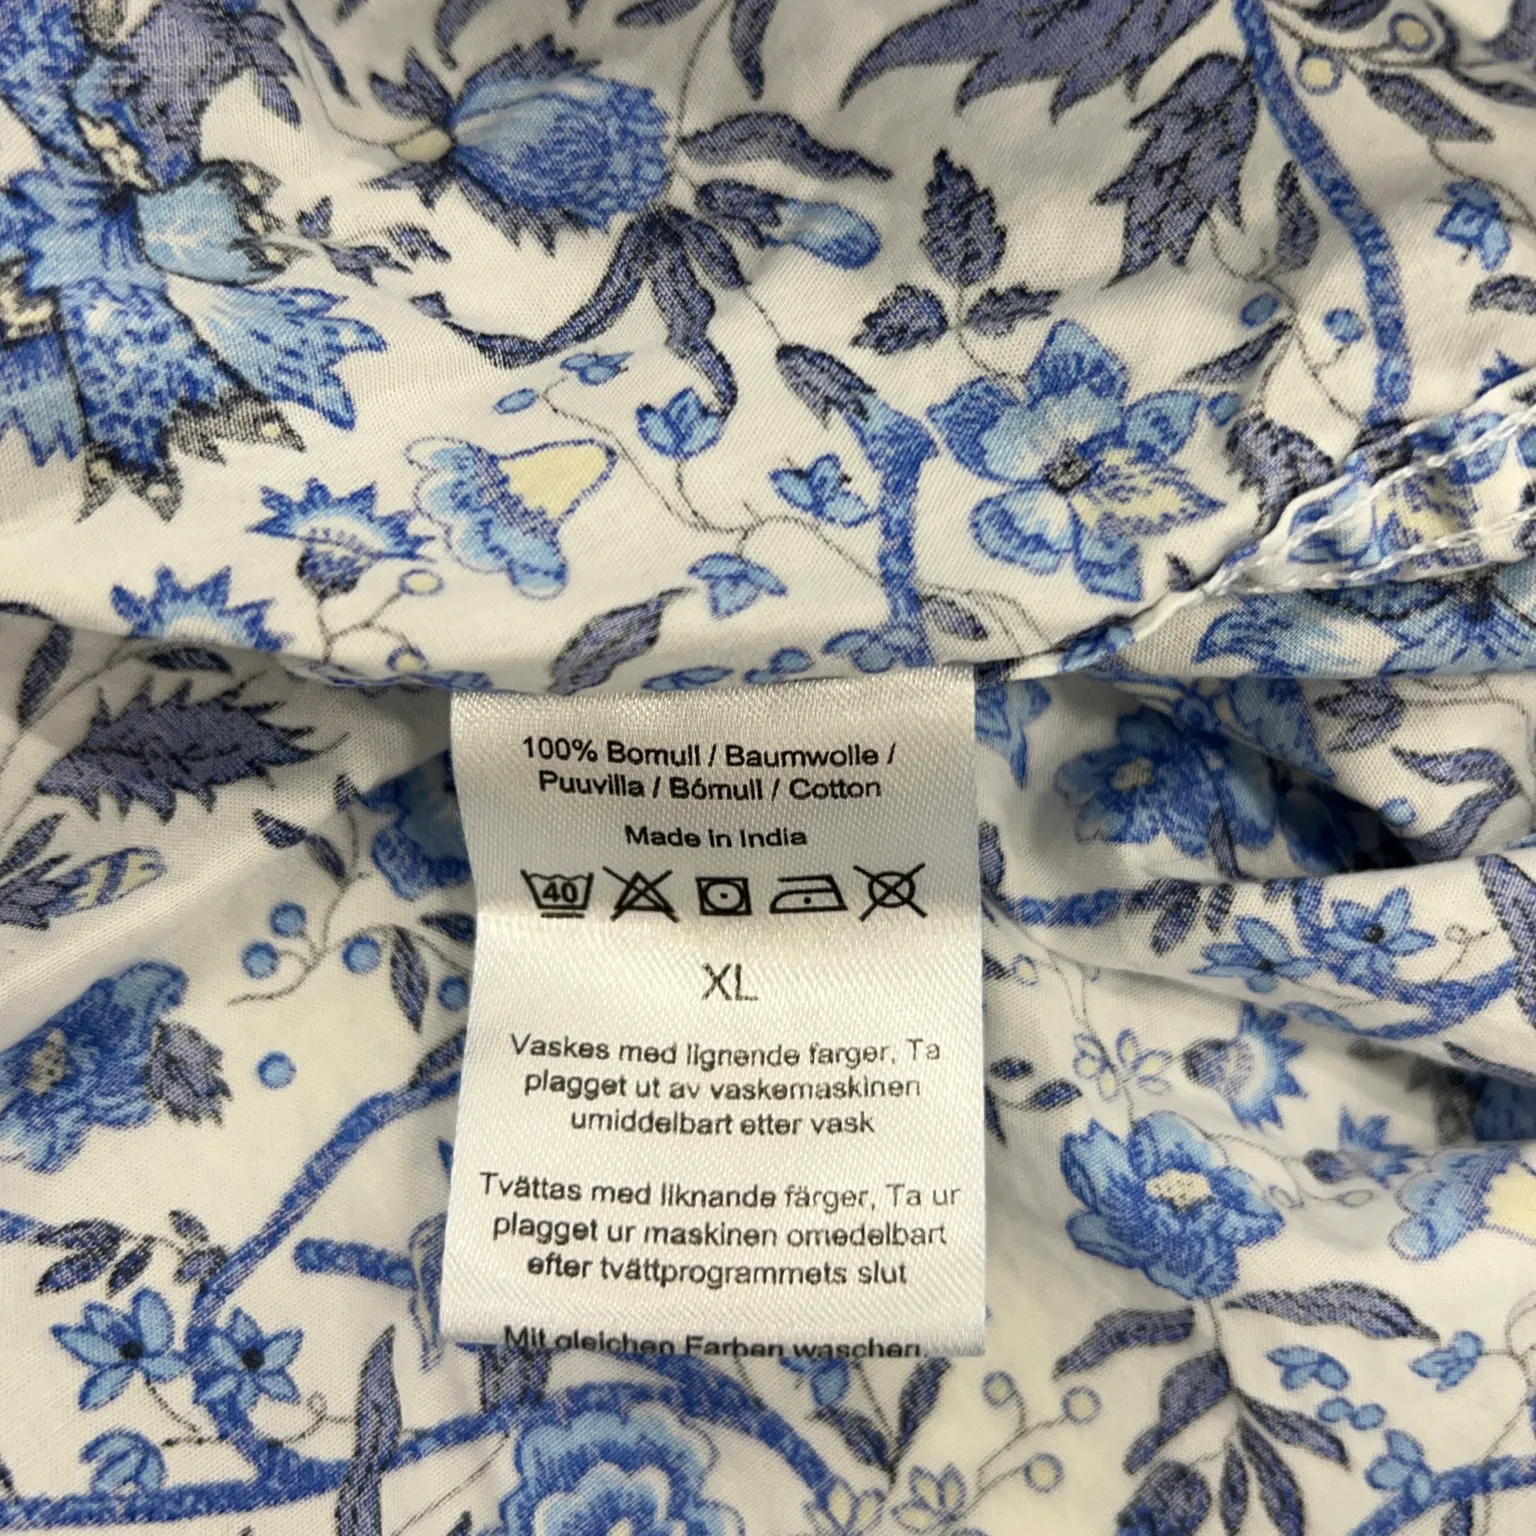 100% Bomull / Baumwolle /
Puuvilla / Bómull / Cotton
Made in India
40
XL
Vaskes med lignende farger. Ta
plagget ut av vaskemaskinen
umiddelbart etter vask
Tvättas med liknande färger, Ta ur
plagget ur maskinen omedelbart
efter tvättprogrammets slut
Mit gleichen Farben waschen.